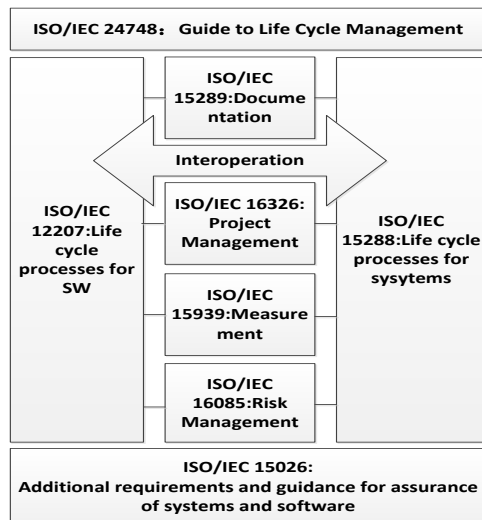 ISO/IEC 24748： Guide to Life Cycle Management
ISO/IEC
15289:Docume
ntation
Interoperation
ISO/IEC
12207:Life
cycle
processes for
SW
ISO/IEC 16326:
Project
Management
ISO/IEC
15288:Life cycle
processes for
sysytems
ISO/IEC
15939:Measure
ment
ISO/IEC
16085:Risk
Management
ISO/IEC 15026:
Additional requirements and guidance for assurance
of systems and software